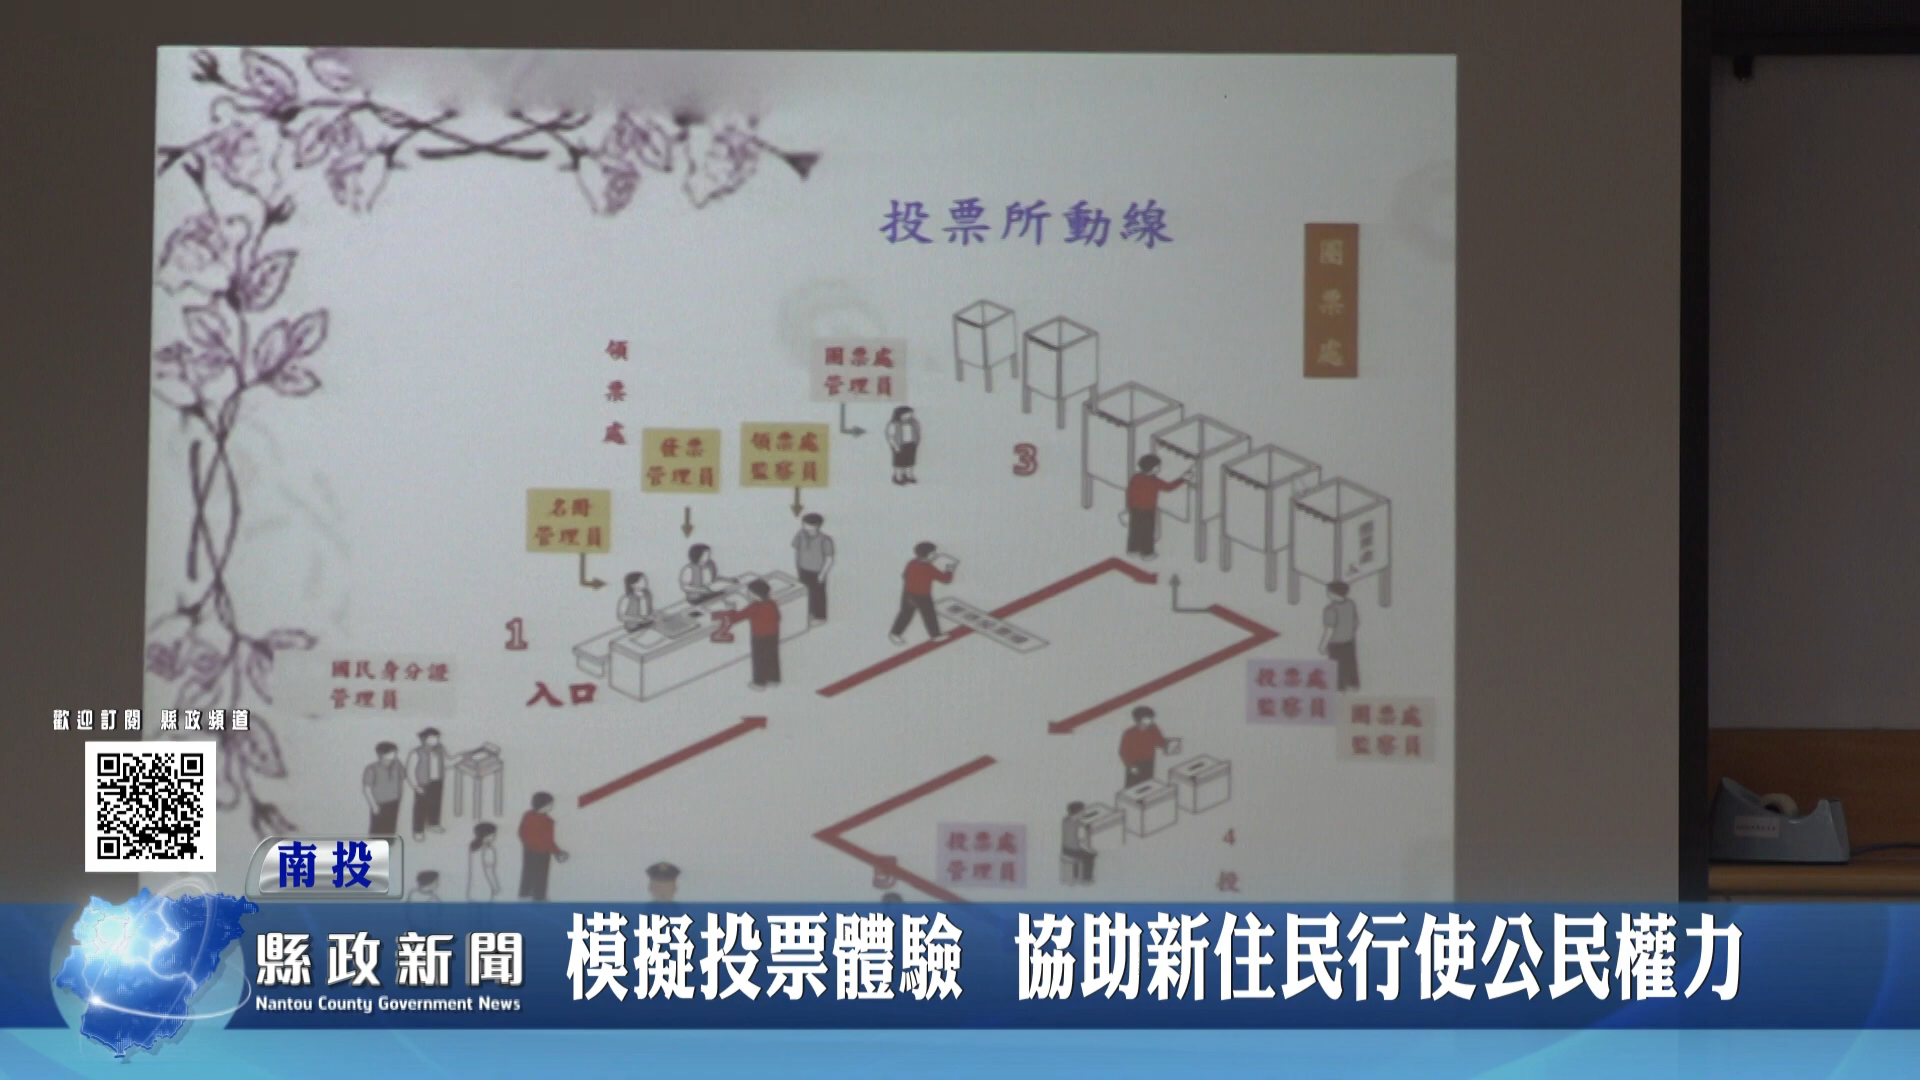 投票所動線
圈票處
領票處
圈票處
管理員
發票
管理員
領票處
監察員
名冊
管理員
3
1
2
入口
國民身分證
管理員
投票處
監察員
圈票處
監察員
投票處
管理員
4
投
5
歡迎訂閱 縣政頻道
南投
縣政新聞
Nantou County Government News
模擬投票體驗 協助新住民行使公民權力